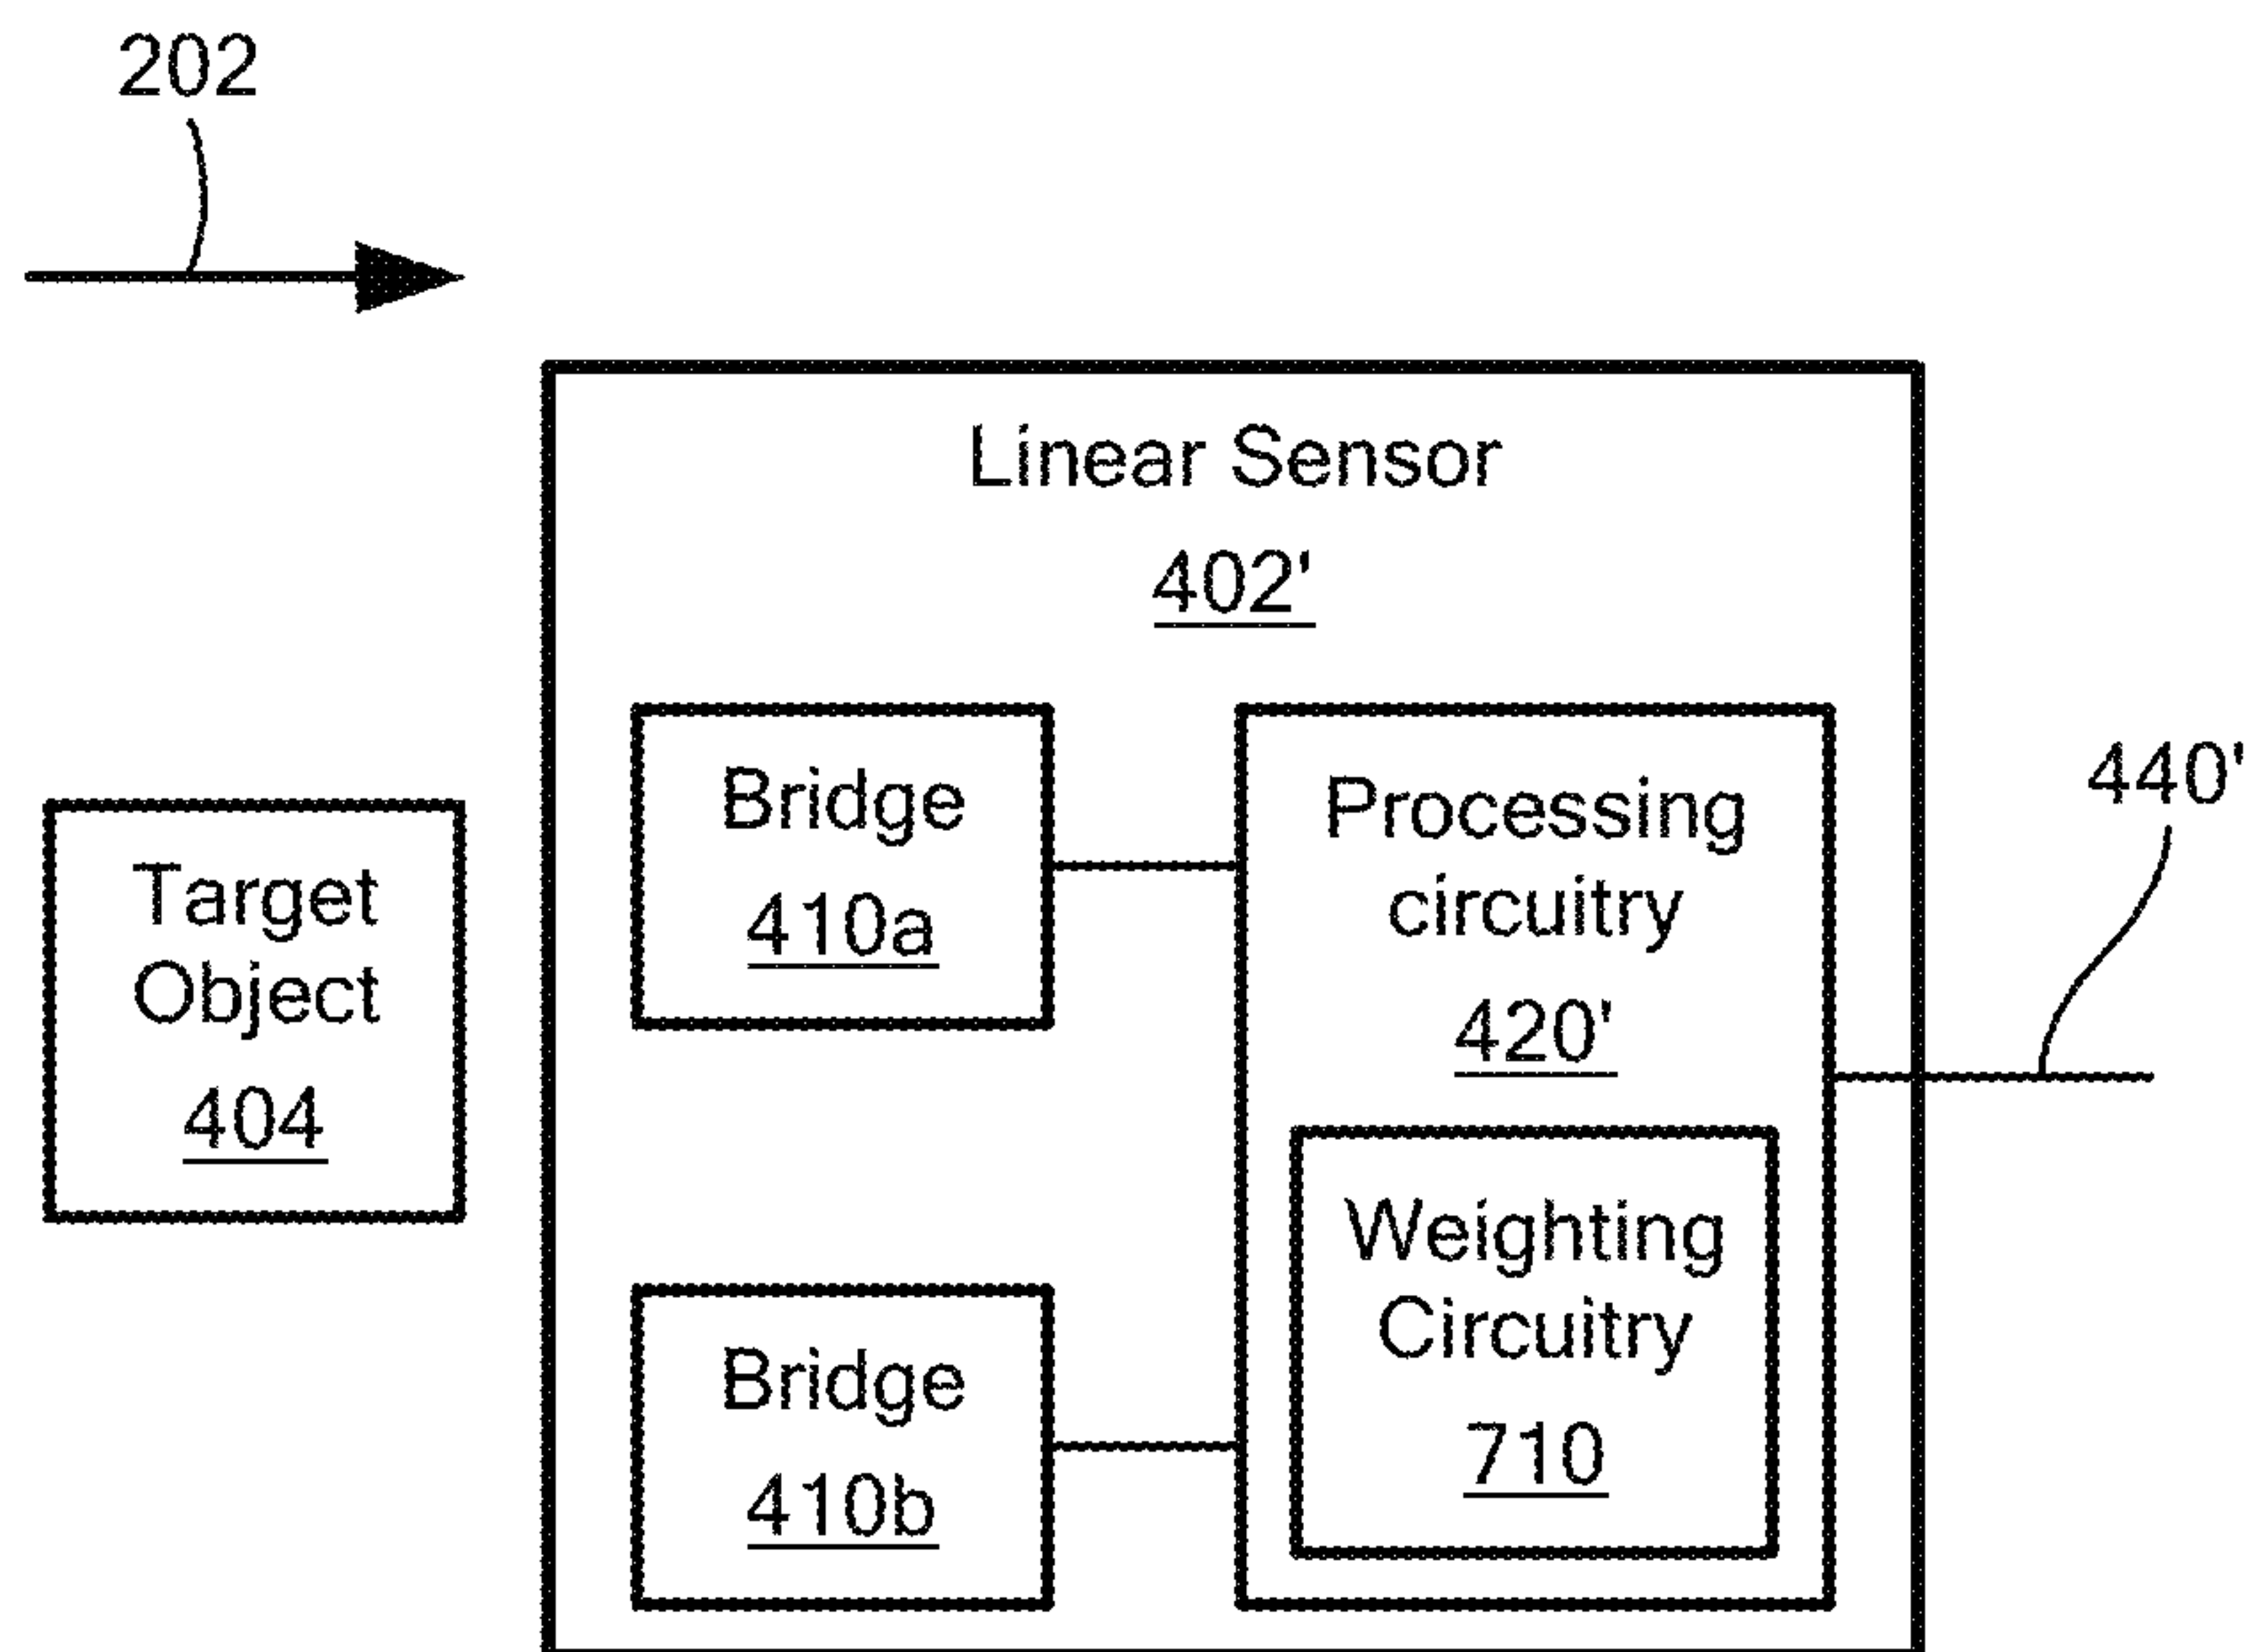 202
Linear Sensor
402'
Bridge
410a
Processing
circuitry
420'
440'
Target
Object
404
Weighting
Circuitry
710
Bridge
410b